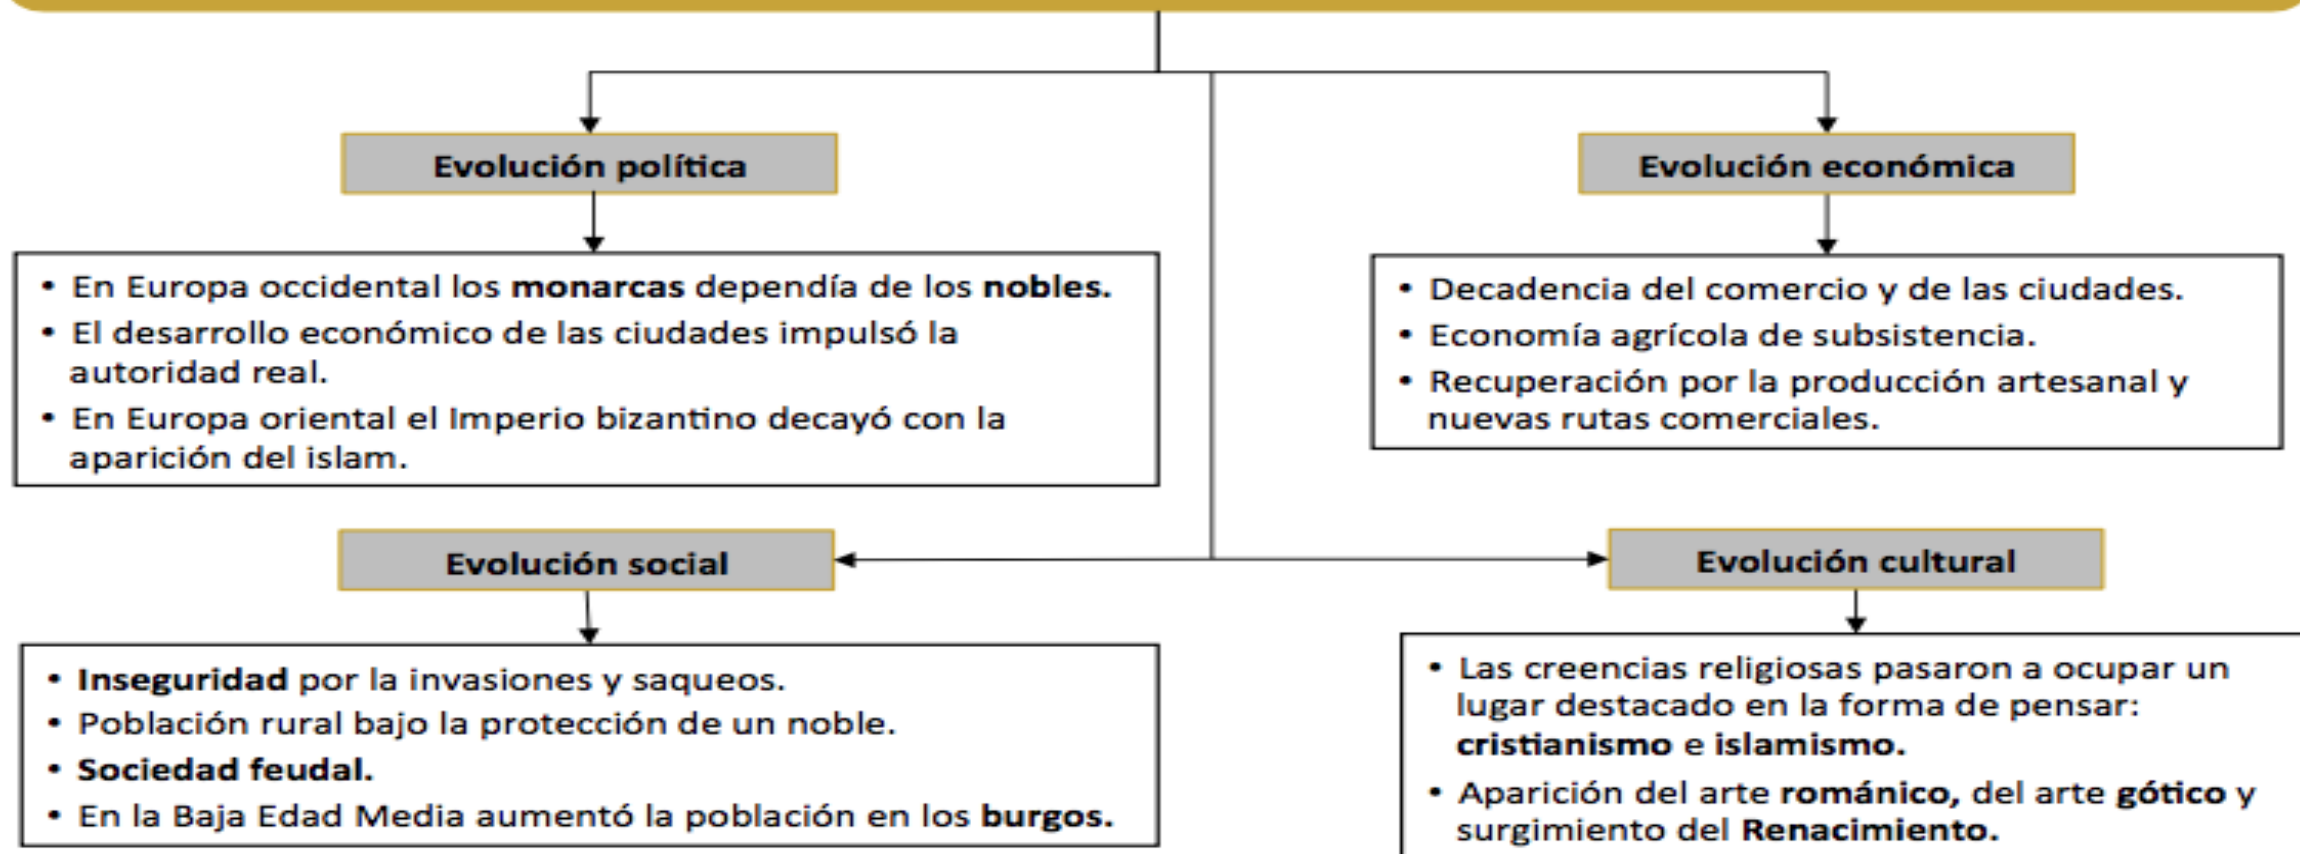 Evolución política
• En Europa occidental los monarcas dependía de los nobles.
• El desarrollo económico de las ciudades impulsó la
autoridad real.
• En Europa oriental el Imperio bizantino decayó con la
aparición del islam.
Evolución económica
• Decadencia del comercio y de las ciudades.
• Economía agrícola de subsistencia.
• Recuperación por la producción artesanal y
nuevas rutas comerciales.
Evolución social
• Inseguridad por la invasiones y saqueos.
• Población rural bajo la protección de un noble.
• Sociedad feudal.
• En la Baja Edad Media aumentó la población en los burgos.
Evolución cultural
• Las creencias religiosas pasaron a ocupar un
lugar destacado en la forma de pensar:
cristianismo e islamismo.
• Aparición del arte románico, del arte gótico y
surgimiento del Renacimiento.